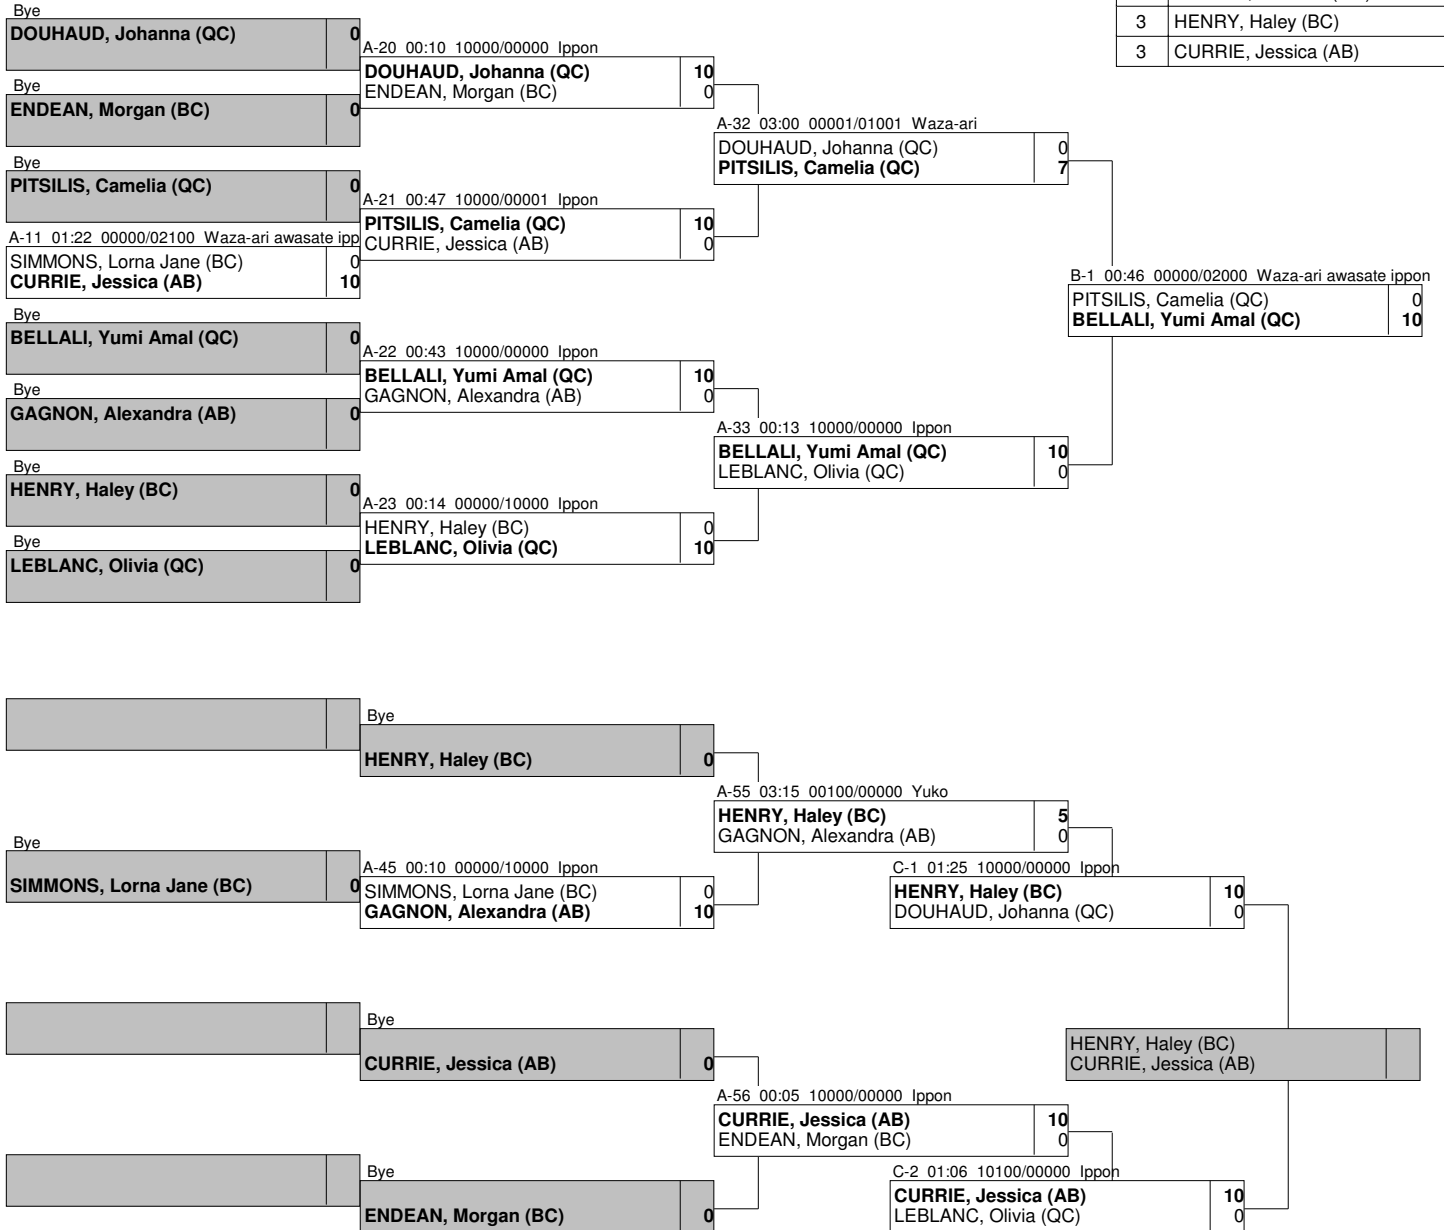 Bye
DOUHAUD, Johanna (QC) 0
Bye
ENDEAN, Morgan (BC) 0
Bye
PITSILIS, Camelia (QC) 0
A-11 01:22 00000/02100 Waza-ari awasate ipp
SIMMONS, Lorna Jane (BC) 0
CURRIE, Jessica (AB) 10
Bye
BELLALI, Yumi Amal (QC) 0
Bye
GAGNON, Alexandra (AB) 0
Bye
HENRY, Haley (BC) 0
Bye
LEBLANC, Olivia (QC) 0
A-20 00:10 10000/00000 Ippon
DOUHAUD, Johanna (QC) 10
ENDEAN, Morgan (BC) 0
A-21 00:47 10000/00001 Ippon
PITSILIS, Camelia (QC) 10
CURRIE, Jessica (AB) 0
A-22 00:43 10000/00000 Ippon
BELLALI, Yumi Amal (QC) 10
GAGNON, Alexandra (AB) 0
A-23 00:14 00000/10000 Ippon
HENRY, Haley (BC) 0
LEBLANC, Olivia (QC) 10
A-32 03:00 00001/01001 Waza-ari
DOUHAUD, Johanna (QC) 0
PITSILIS, Camelia (QC) 7
A-33 00:13 10000/00000 Ippon
BELLALI, Yumi Amal (QC) 10
LEBLANC, Olivia (QC) 0
B-1 00:46 00000/02000 Waza-ari awasate ippon
PITSILIS, Camelia (QC) 0
BELLALI, Yumi Amal (QC) 10
3 HENRY, Haley (BC)
3 CURRIE, Jessica (AB)
Bye
HENRY, Haley (BC) 0
Bye
SIMMONS, Lorna Jane (BC) 0
A-45 00:10 00000/10000 Ippon
SIMMONS, Lorna Jane (BC) 0
GAGNON, Alexandra (AB) 10
A-55 03:15 00100/00000 Yuko
HENRY, Haley (BC) 5
GAGNON, Alexandra (AB) 0
C-1 01:25 10000/00000 Ippon
HENRY, Haley (BC) 10
DOUHAUD, Johanna (QC) 0
Bye
CURRIE, Jessica (AB) 0
Bye
ENDEAN, Morgan (BC) 0
A-56 00:05 10000/00000 Ippon
CURRIE, Jessica (AB) 10
ENDEAN, Morgan (BC) 0
C-2 01:06 10100/00000 Ippon
CURRIE, Jessica (AB) 10
LEBLANC, Olivia (QC) 0
HENRY, Haley (BC)
CURRIE, Jessica (AB)